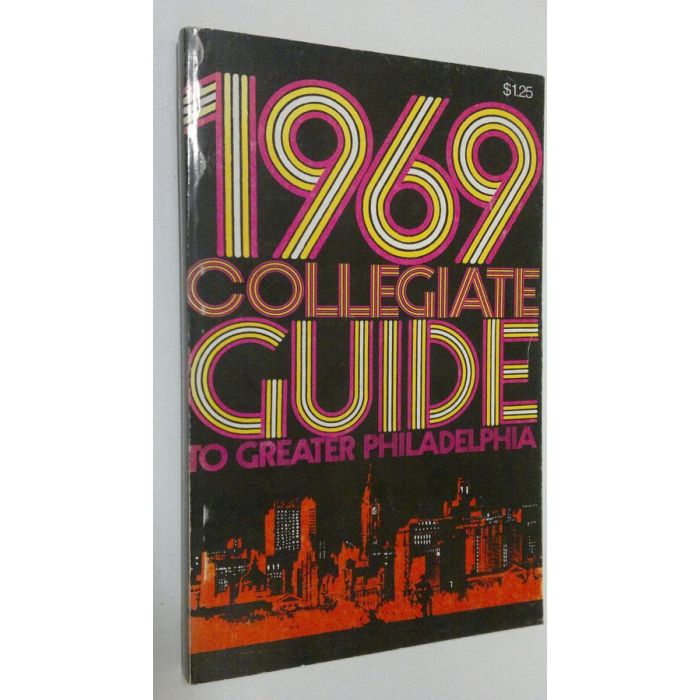 $1.25
1969
COLLEGIATE
GUIDE
TO GREATER PHILADELPHIA